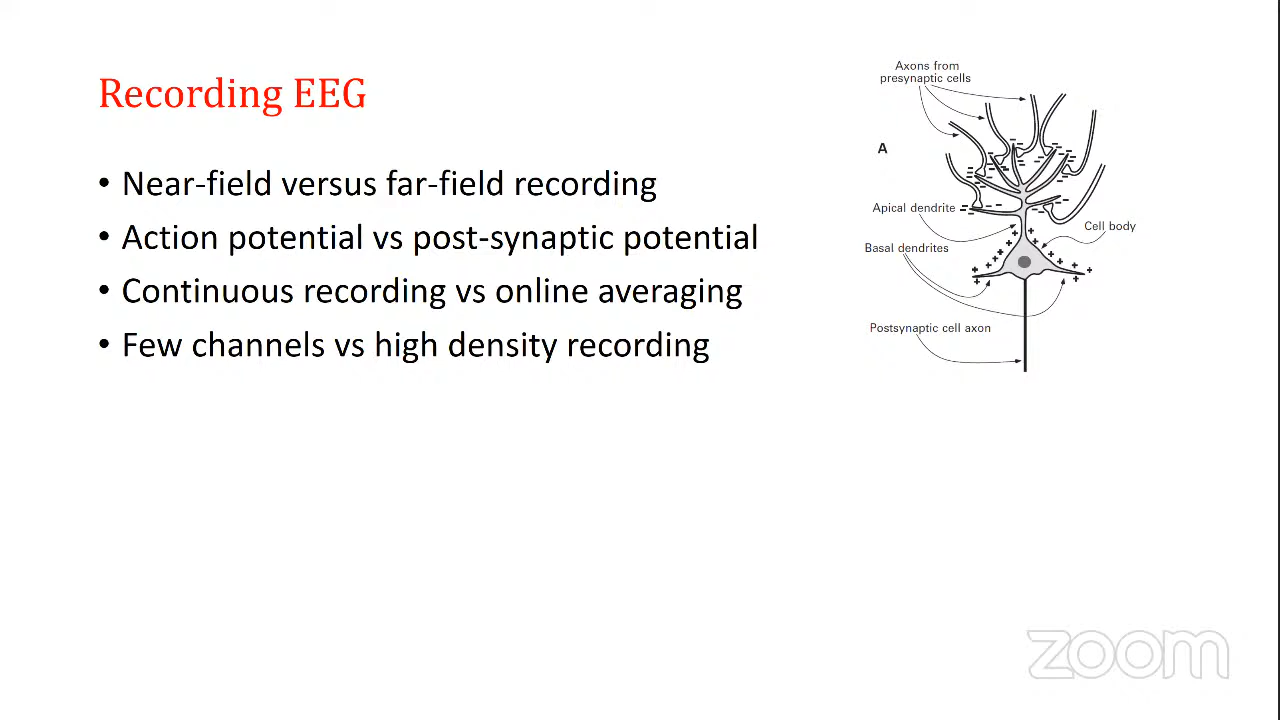 Recording EEG
• Near-field versus far-field recording
• Action potential vs post-synaptic potential
• Continuous recording vs online averaging
• Few channels vs high density recording
Axons from
presynaptic cells
A
Apical dendrite
Cell body
Basal dendrites
Postsynaptic cell axon
zoom